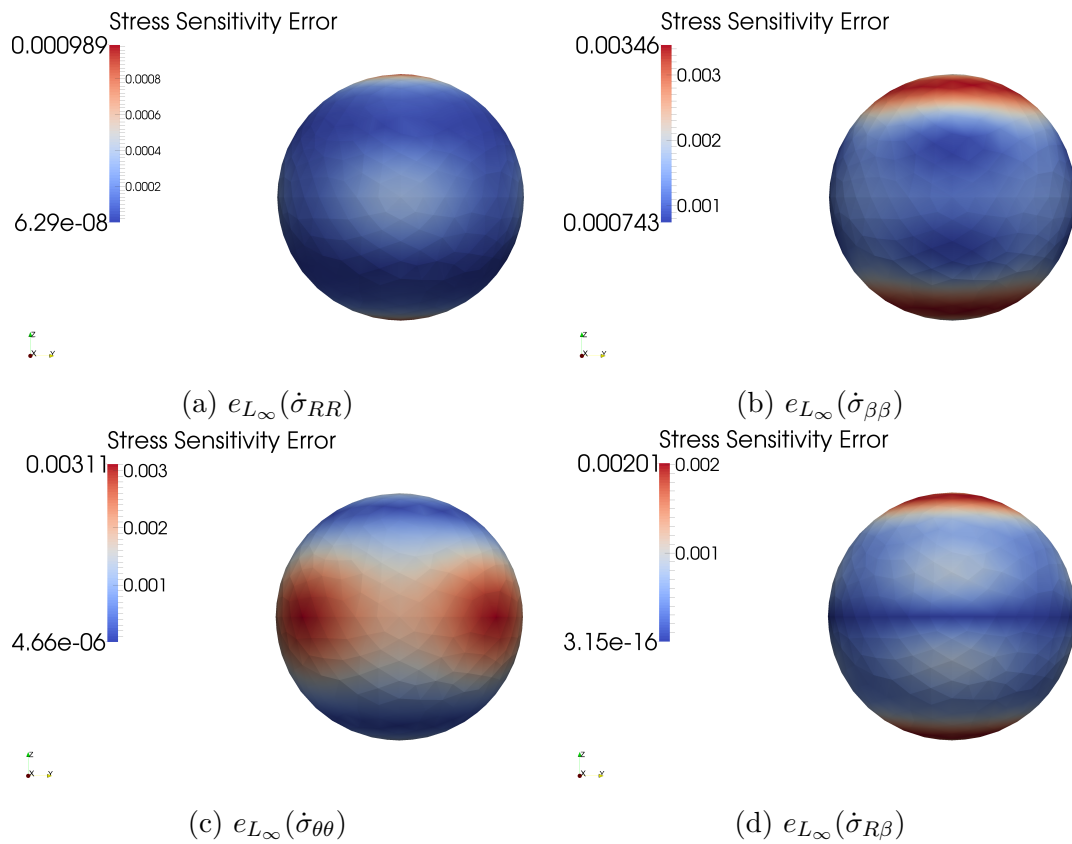 Stress Sensitivity Error
0.000989
0.0008
0.0006
0.0004
0.0002
6.29e-08
Z
X Y
(a) $e_{L_\infty}(\dot{\sigma}_{RR})$
Stress Sensitivity Error
0.00346
0.003
0.002
0.001
0.000743
Z
X Y
(b) $e_{L_\infty}(\dot{\sigma}_{\beta\beta})$
Stress Sensitivity Error
0.00311
0.003
0.002
0.001
4.66e-06
Z
X Y
(c) $e_{L_\infty}(\dot{\sigma}_{\theta\theta})$
Stress Sensitivity Error
0.00201
0.002
0.001
3.15e-16
Z
X Y
(d) $e_{L_\infty}(\dot{\sigma}_{R\beta})$